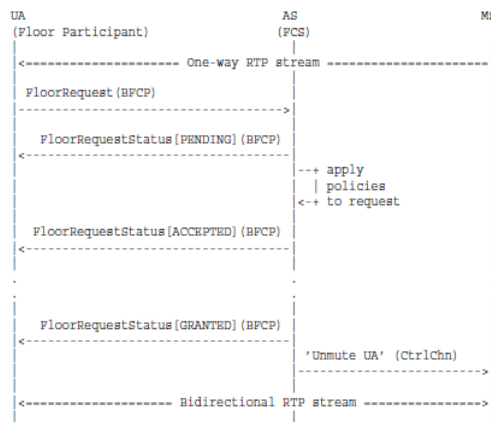 UA AS
(Floor Participant) (FCS)
One-way RTP stream
FloorRequest(BFCP)
FloorRequestStatus[PENDING](BFCP)
--+ apply
| policies
<-+ to request
FloorRequestStatus[ACCEPTED](BFCP)
.
.
FloorRequestStatus[GRANTED](BFCP)
'Unmute UA' (CtrlChn)
Bidirectional RTP stream